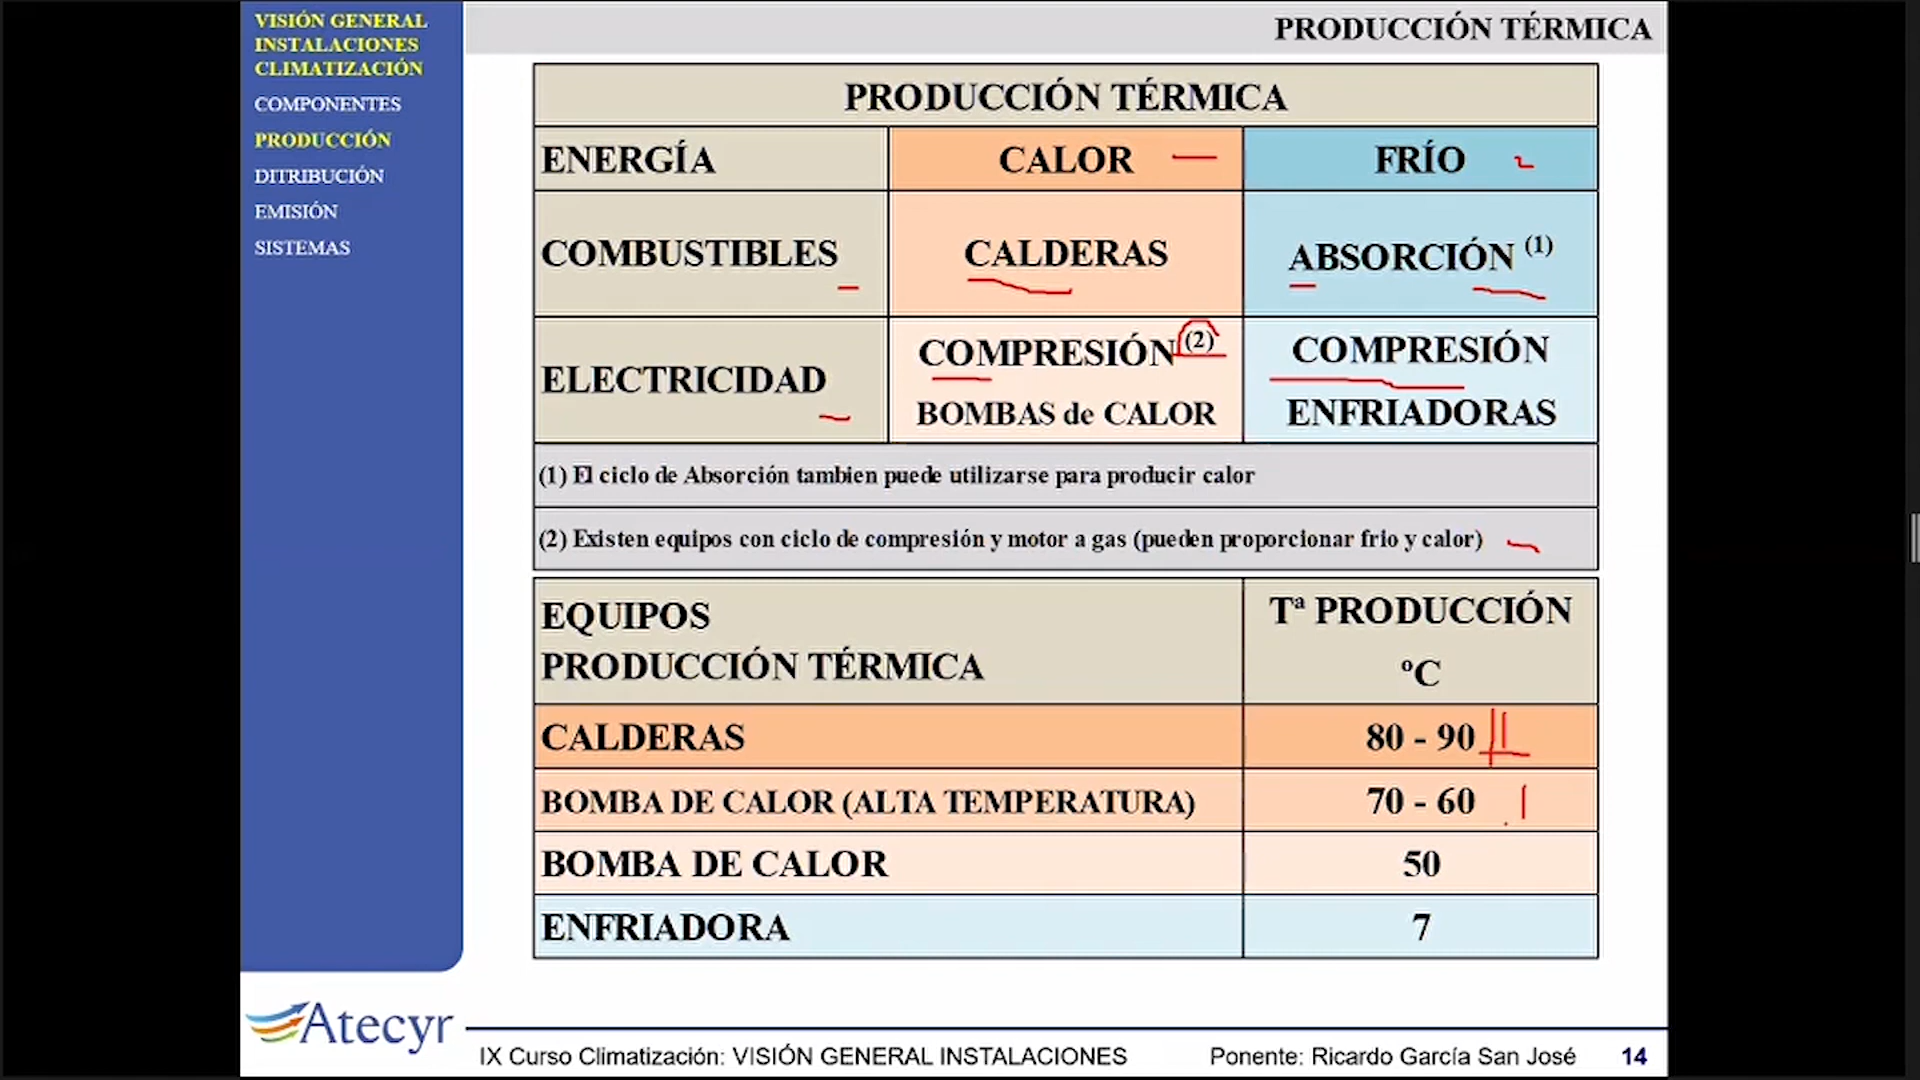 VISIÓN GENERAL
INSTALACIONES
CLIMATIZACIÓN
COMPONENTES
PRODUCCIÓN
DITRIBUCIÓN
EMISIÓN
SISTEMAS
PRODUCCIÓN TÉRMICA
PRODUCCIÓN TÉRMICA
ENERGÍA CALOR FRÍO
COMBUSTIBLES CALDERAS ABSORCIÓN (1)
ELECTRICIDAD
COMPRESIÓN (2)
BOMBAS de CALOR
COMPRESIÓN
ENFRIADORAS
(1) El ciclo de Absorción tambien puede utilizarse para producir calor
(2) Existen equipos con ciclo de compresión y motor a gas (pueden proporcionar frio y calor)
EQUIPOS
PRODUCCIÓN TÉRMICA
Tª PRODUCCIÓN
ºC
CALDERAS 80 - 90
BOMBA DE CALOR (ALTA TEMPERATURA) 70 - 60
BOMBA DE CALOR 50
ENFRIADORA 7
Atecyr
IX Curso Climatización: VISIÓN GENERAL INSTALACIONES Ponente: Ricardo García San José 14